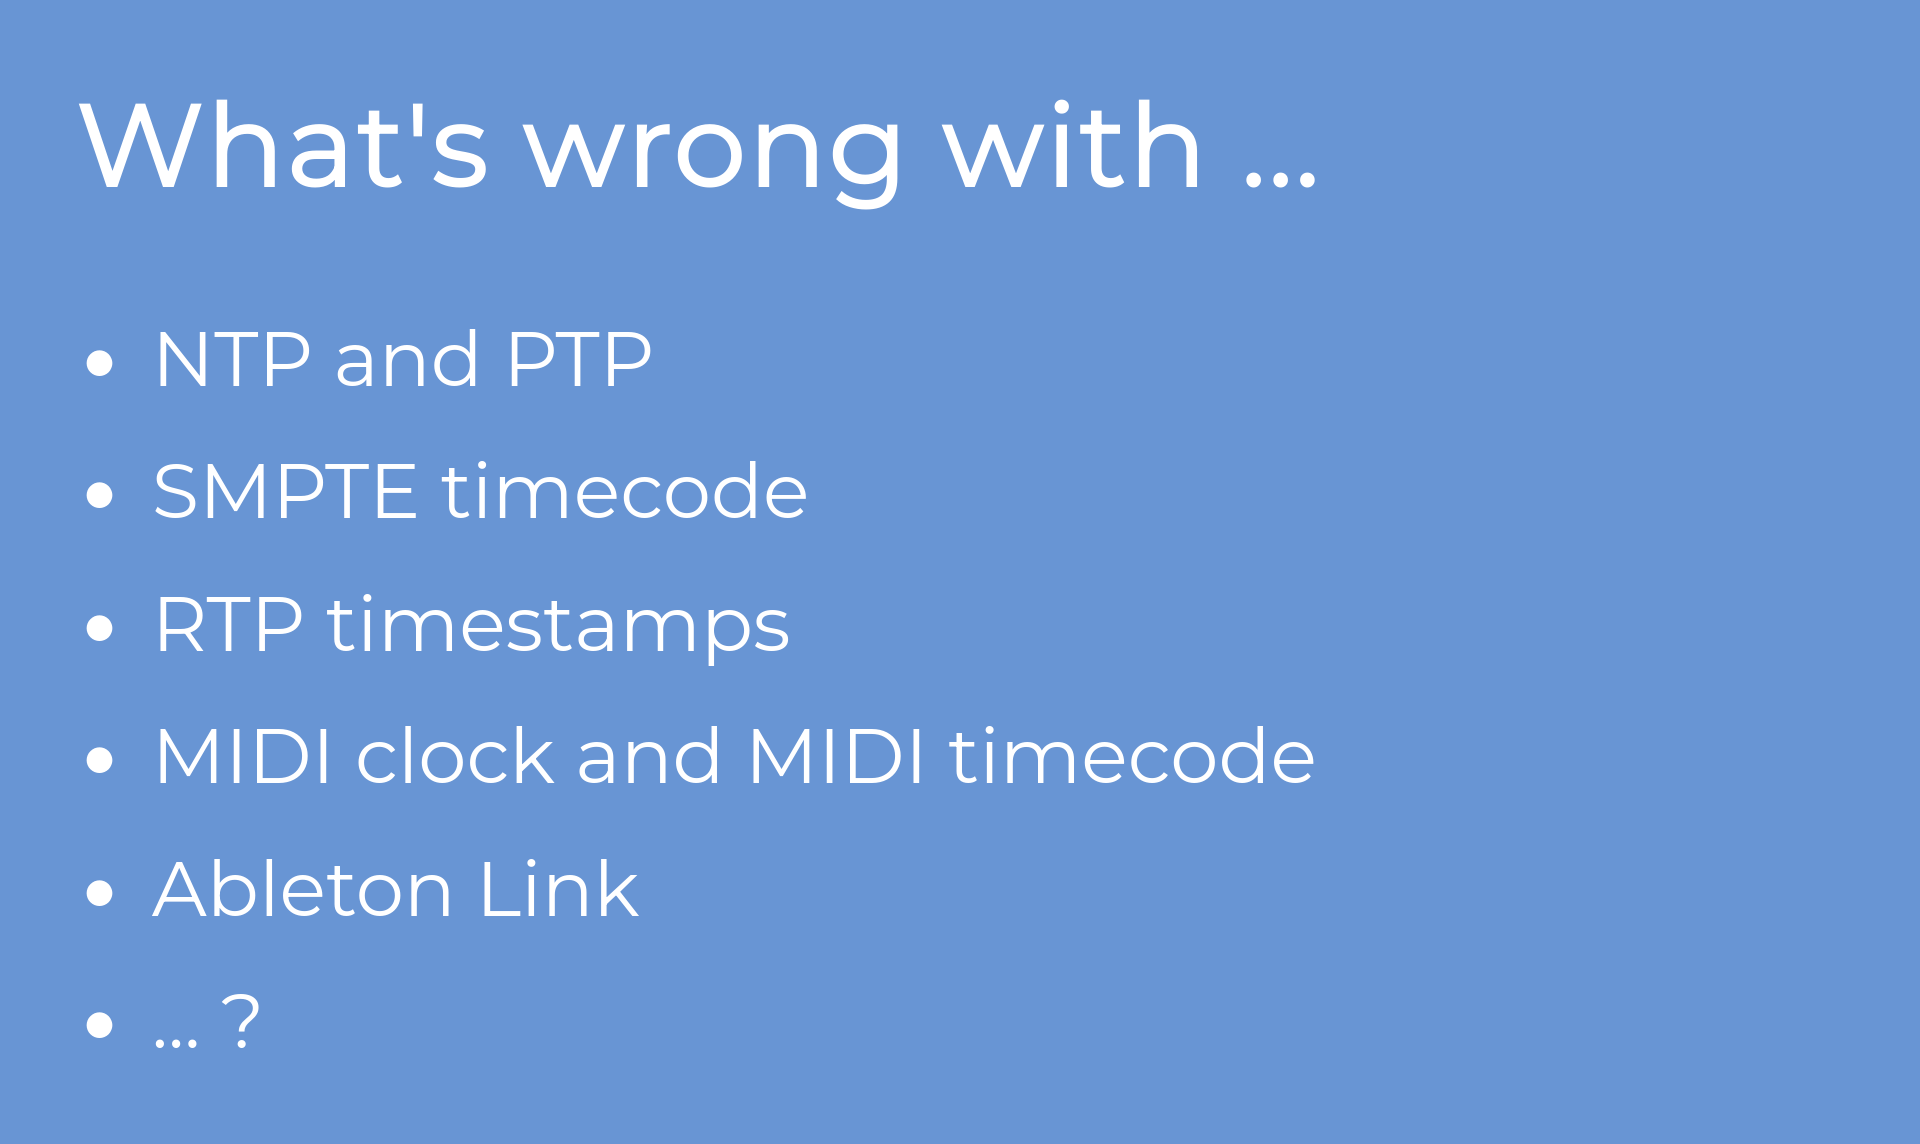 What's wrong with ...
• NTP and PTP
• SMPTE timecode
• RTP timestamps
• MIDI clock and MIDI timecode
• Ableton Link
• ... ?